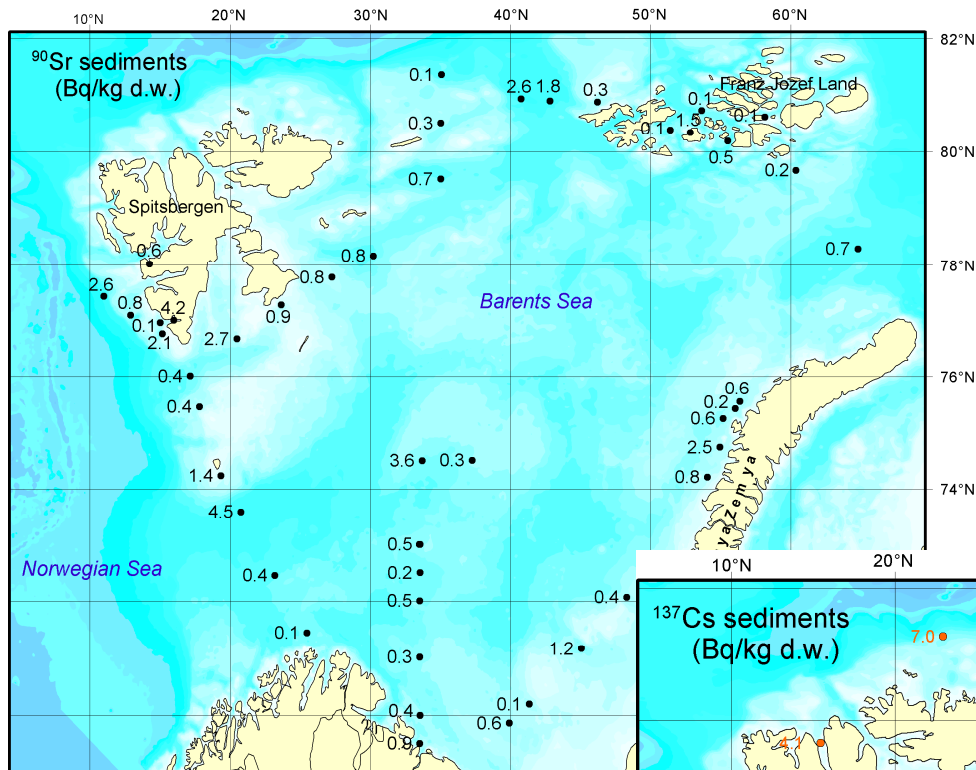 10°N 20°N 30°N 40°N 50°N 60°N
82°N
⁹⁰Sr sediments
(Bq/kg d.w.)
0.1
2.6 1.8 0.3
Franz Jozef Land
0.1
0.3
0.1 1.5 0.1
80°N
0.5
0.7
0.2
Spitsbergen
0.6
0.8
0.7
78°N
0.8
2.6
Barents Sea
0.8 4.2
0.9
0.1
2.1
2.7
0.4
76°N
0.6
0.2
0.4
0.6
2.5
3.6 0.3
1.4
0.8
74°N
4.5
ya Zemya
0.5
Norwegian Sea
0.4
0.2
0.5
0.4
0.1
1.2
0.3
0.1
0.4
0.6
0.9
10°N 20°N
¹³⁷Cs sediments
(Bq/kg d.w.)
7.0
4.1